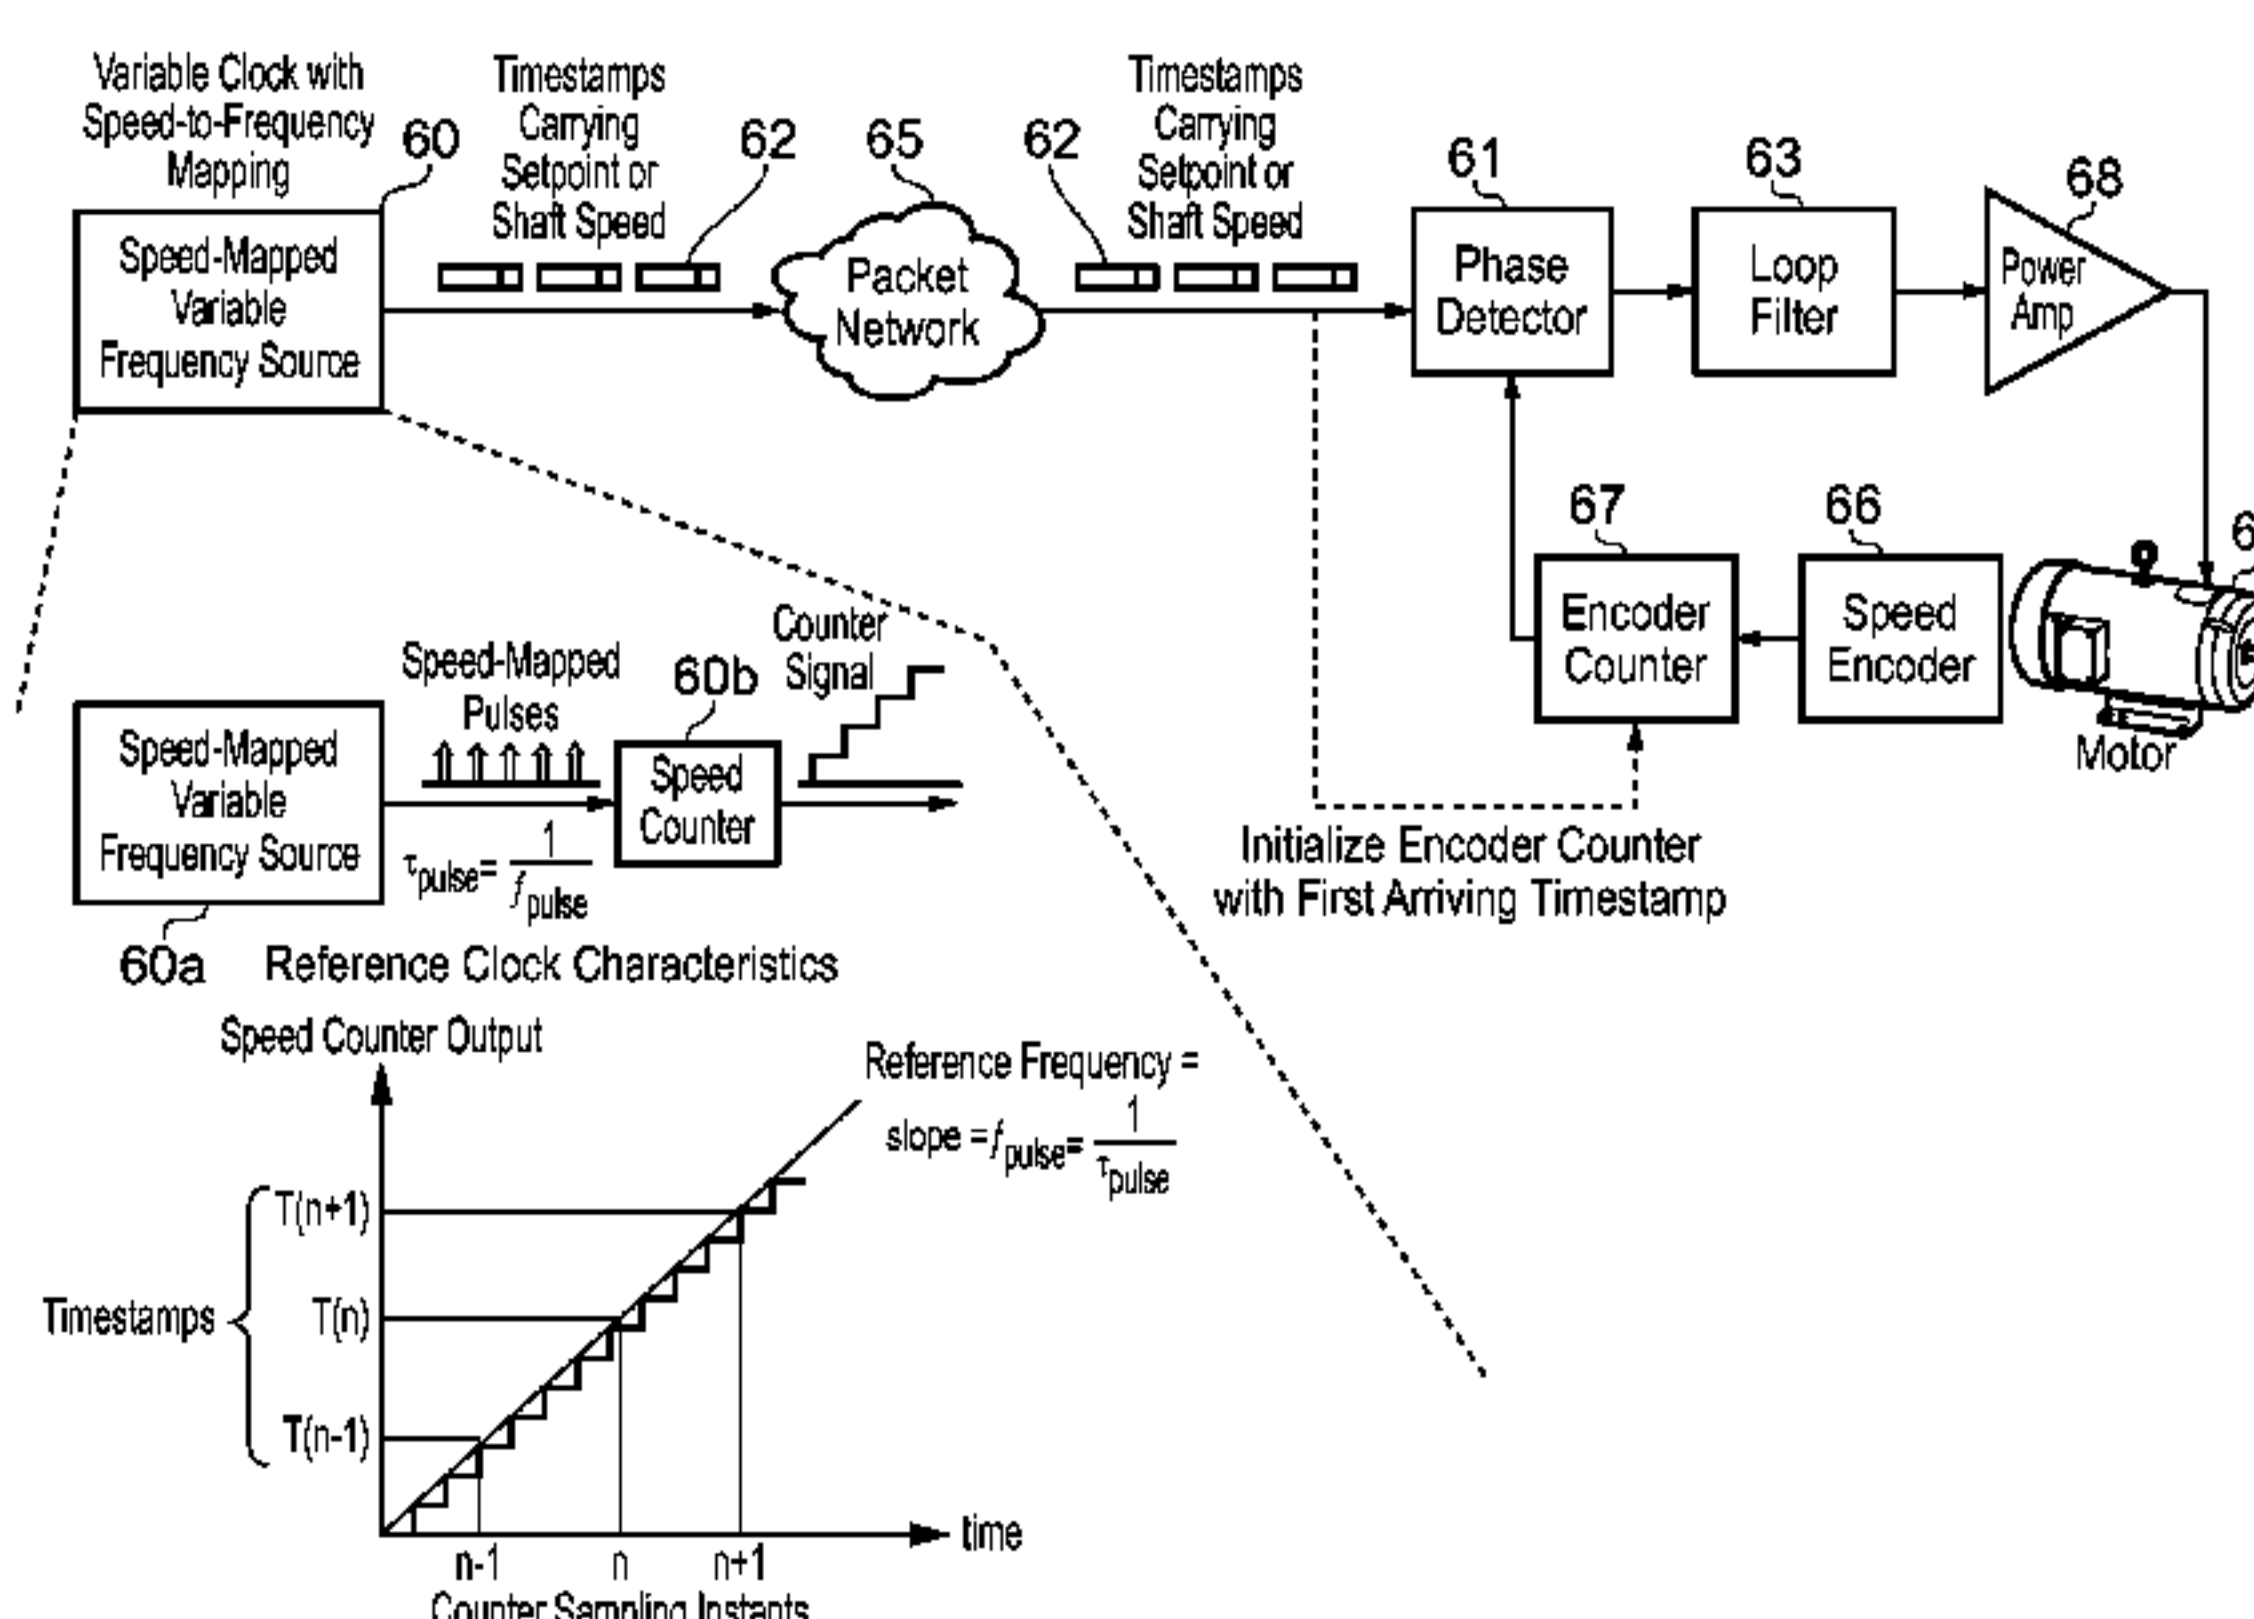 Variable Clock with
Speed-to-Frequency
Mapping
60
Timestamps
Carrying
Setpoint or
Shaft Speed
62
65
62
Timestamps
Carrying
Setpoint or
Shaft Speed
61
63
68
Speed-Mapped
Variable
Frequency Source
Packet
Network
Phase
Detector
Loop
Filter
Power
Amp
67
66
6
Encoder
Counter
Speed
Encoder
Motor
Initialize Encoder Counter
with First Arriving Timestamp
Speed-Mapped
Pulses
60b
Counter
Signal
Speed-Mapped
Variable
Frequency Source
Speed
Counter
τpulse= 1/fpulse
60a
Reference Clock Characteristics
Speed Counter Output
Reference Frequency =
slope =fpulse= 1/τpulse
Timestamps
T(n+1)
T(n)
T(n-1)
n-1 n n+1
time
Counter Sampling Instants